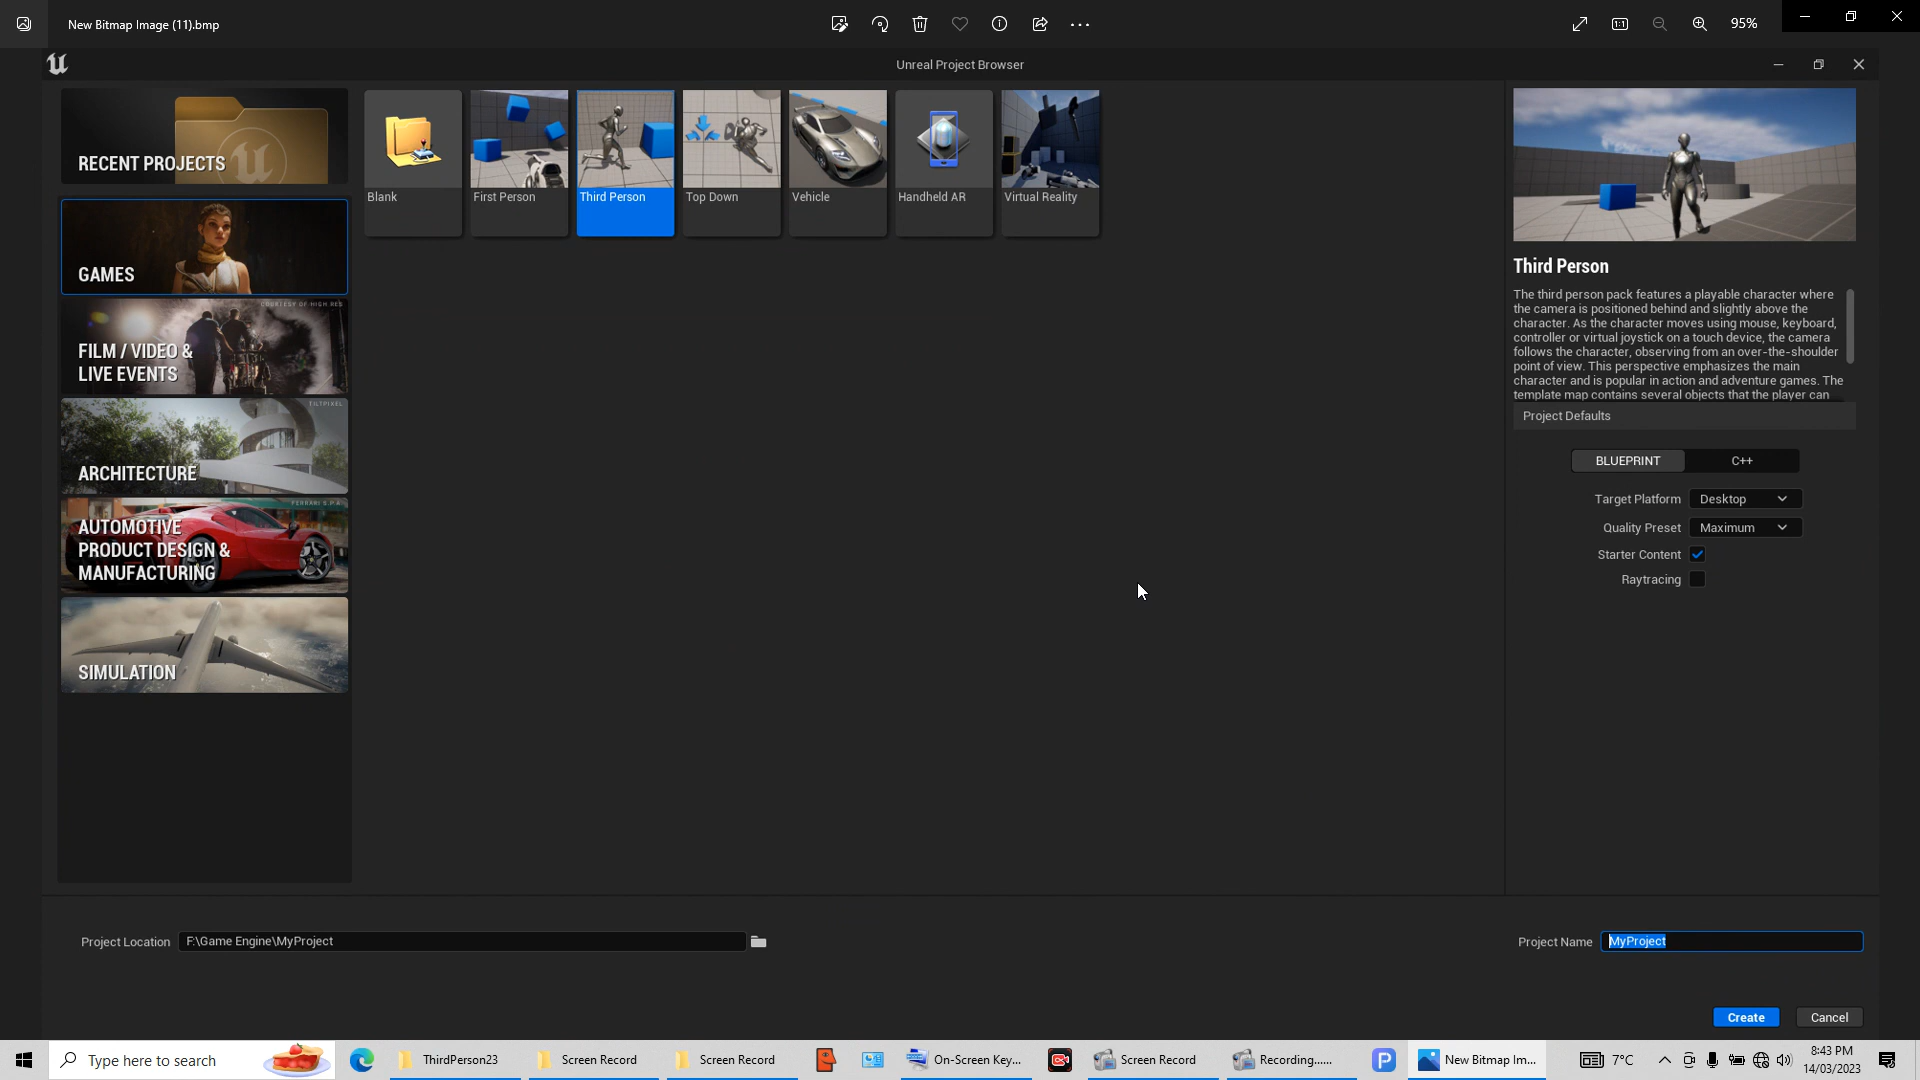 New Bitmap Image (11).bmp
95%
Unreal Project Browser
RECENT PROJECTS
GAMES
COURTESY OF HIGH RES
FILM / VIDEO &
LIVE EVENTS
TILTPIXEL
ARCHITECTURE
FERRARI S.P.A.
AUTOMOTIVE
PRODUCT DESIGN &
MANUFACTURING
SIMULATION
Blank
First Person
Third Person
Top Down
Vehicle
Handheld AR
Virtual Reality
Third Person
The third person pack features a playable character where
the camera is positioned behind and slightly above the
character. As the character moves using mouse, keyboard,
controller or virtual joystick on a touch device, the camera
follows the character, observing from an over-the-shoulder
point of view. This perspective emphasizes the main
character and is popular in action and adventure games. The
template map contains several objects that the player can
Project Defaults
BLUEPRINT C++
Target Platform Desktop
Quality Preset Maximum
Starter Content
Raytracing
Project Location F:\Game Engine\MyProject
Project Name MyProject
Create Cancel
Type here to search
ThirdPerson23
Screen Record
Screen Record
On-Screen Key...
Screen Record
Recording......
New Bitmap Im...
7°C
8:43 PM
14/03/2023